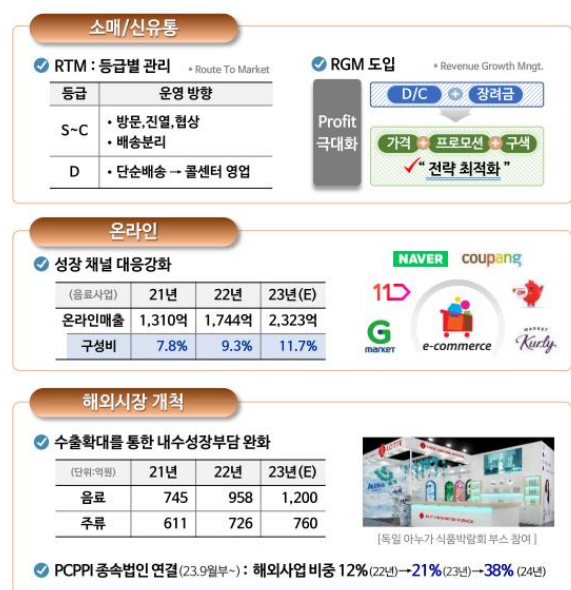 소매/신유통
RTM : 등급별 관리 * Route To Market
등급 운영 방향
S~C • 방문,진열,협상
• 배송분리
D • 단순배송 → 콜센터 영업
RGM 도입 * Revenue Growth Mngt.
Profit
극대화
D/C + 장려금
가격 + 프로모션 + 구색
" 전략 최적화 "
온라인
성장 채널 대응강화
(음료사업) 21년 22년 23년(E)
온라인매출 1,310억 1,744억 2,323억
구성비 7.8% 9.3% 11.7%
NAVER coupang
11
G
market
e-commerce
MARKET
Kurly
해외시장 개척
수출확대를 통한 내수성장부담 완화
(단위:억원) 21년 22년 23년(E)
음료 745 958 1,200
주류 611 726 760
[독일 아누가 식품박람회 부스 참여 ]
PCPPI 종속법인 연결(23.9월부~) : 해외사업 비중 12%(22년)→21%(23년)→38% (24년)